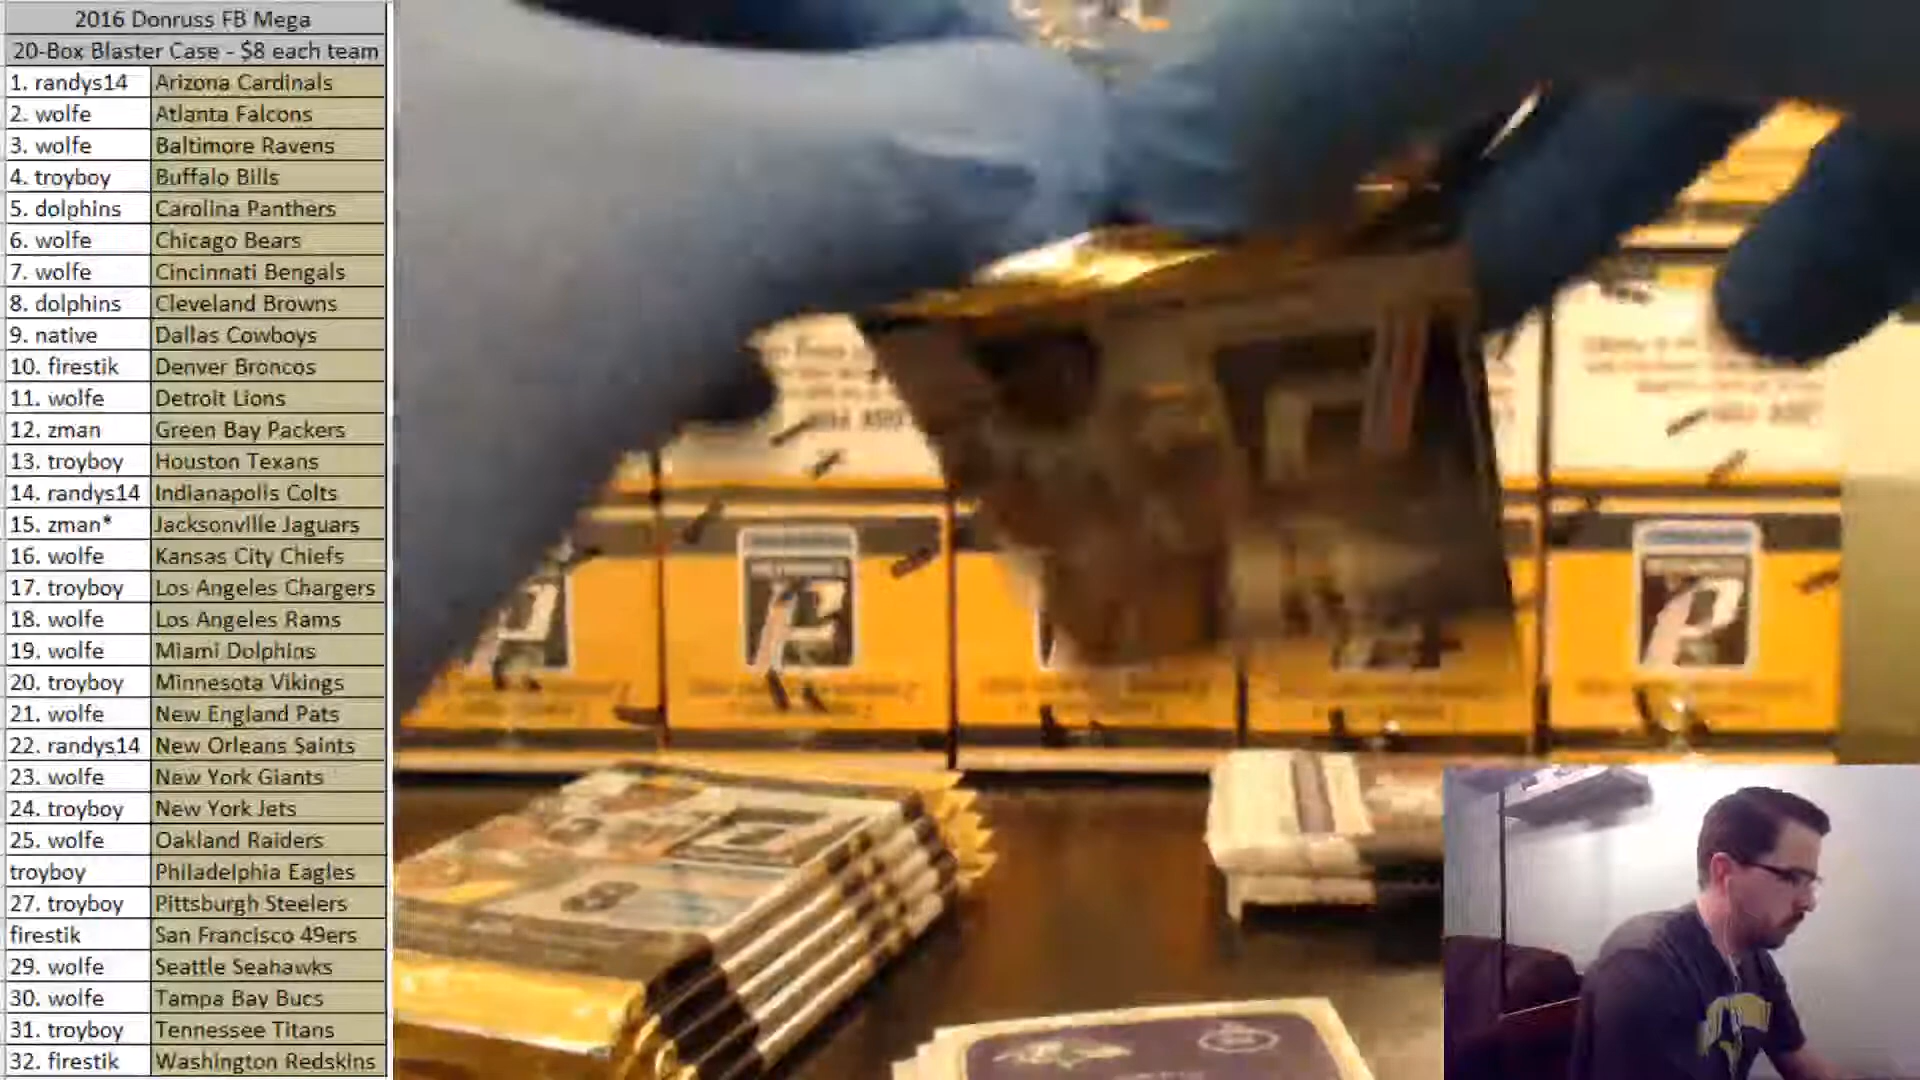 2016 Donruss FB Mega
20-Box Blaster Case - $8 each team
1. randys14 Arizona Cardinals
2. wolfe Atlanta Falcons
3. wolfe Baltimore Ravens
4. troyboy Buffalo Bills
5. dolphins Carolina Panthers
6. wolfe Chicago Bears
7. wolfe Cincinnati Bengals
8. dolphins Cleveland Browns
9. native Dallas Cowboys
10. firestik Denver Broncos
11. wolfe Detroit Lions
12. zman Green Bay Packers
13. troyboy Houston Texans
14. randys14 Indianapolis Colts
15. zman* Jacksonville Jaguars
16. wolfe Kansas City Chiefs
17. troyboy Los Angeles Chargers
18. wolfe Los Angeles Rams
19. wolfe Miami Dolphins
20. troyboy Minnesota Vikings
21. wolfe New England Pats
22. randys14 New Orleans Saints
23. wolfe New York Giants
24. troyboy New York Jets
25. wolfe Oakland Raiders
troyboy Philadelphia Eagles
27. troyboy Pittsburgh Steelers
firestik San Francisco 49ers
29. wolfe Seattle Seahawks
30. wolfe Tampa Bay Bucs
31. troyboy Tennessee Titans
32. firestik Washington Redskins